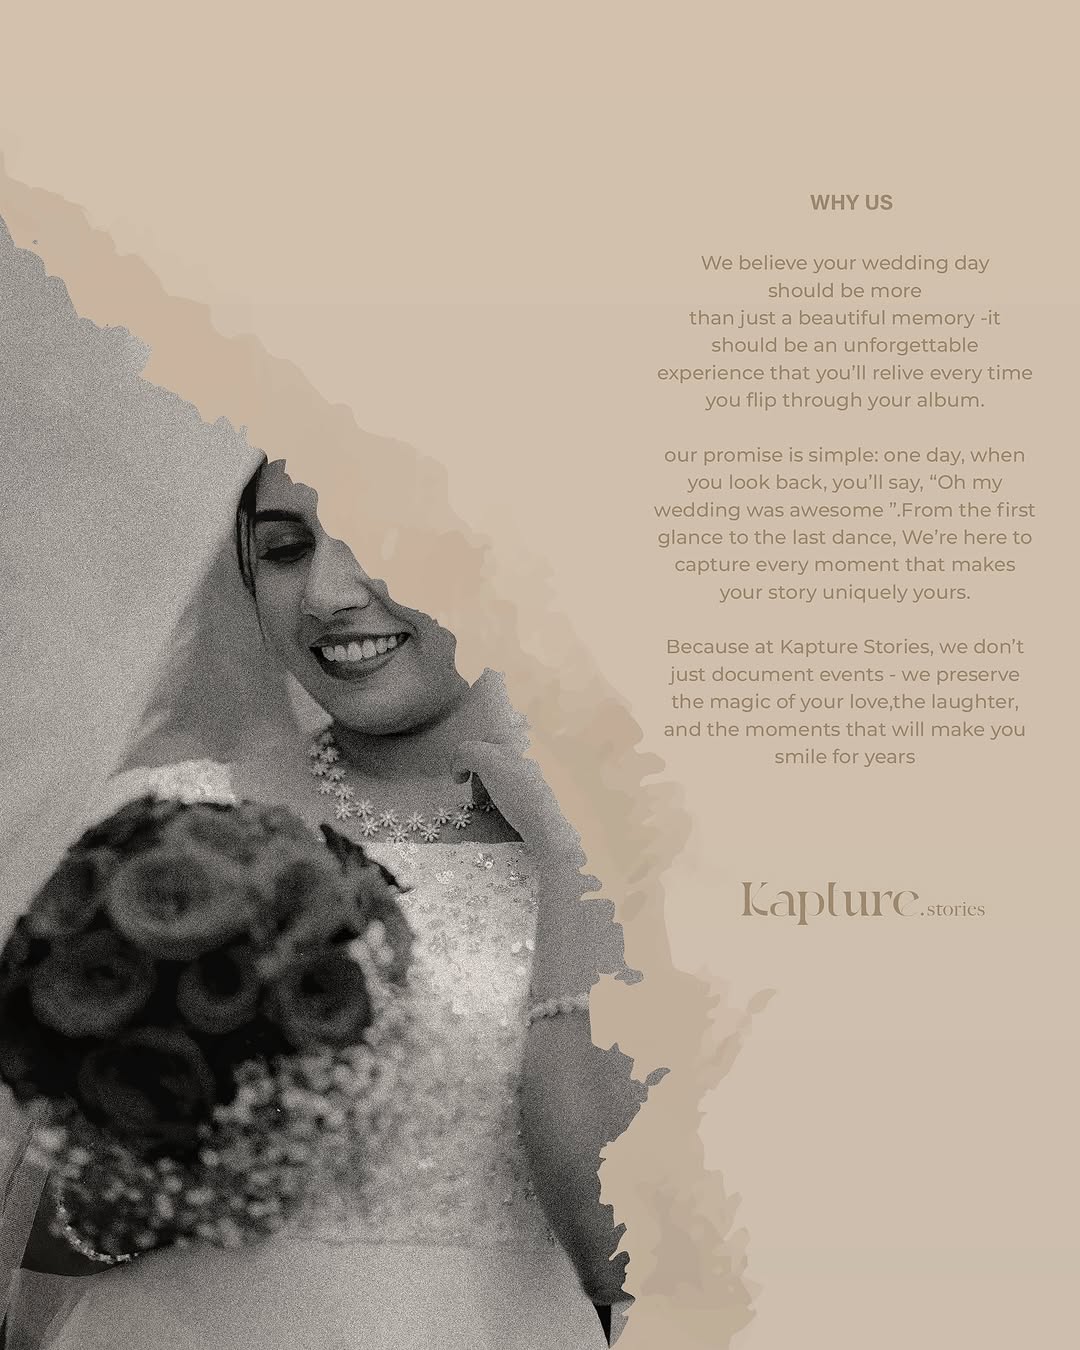 WHY US
We believe your wedding day
should be more
than just a beautiful memory -it
should be an unforgettable
experience that you’ll relive every time
you flip through your album.
our promise is simple: one day, when
you look back, you’ll say, “Oh my
wedding was awesome ”.From the first
glance to the last dance, We’re here to
capture every moment that makes
your story uniquely yours.
Because at Kapture Stories, we don’t
just document events - we preserve
the magic of your love,the laughter,
and the moments that will make you
smile for years
Kapture.stories